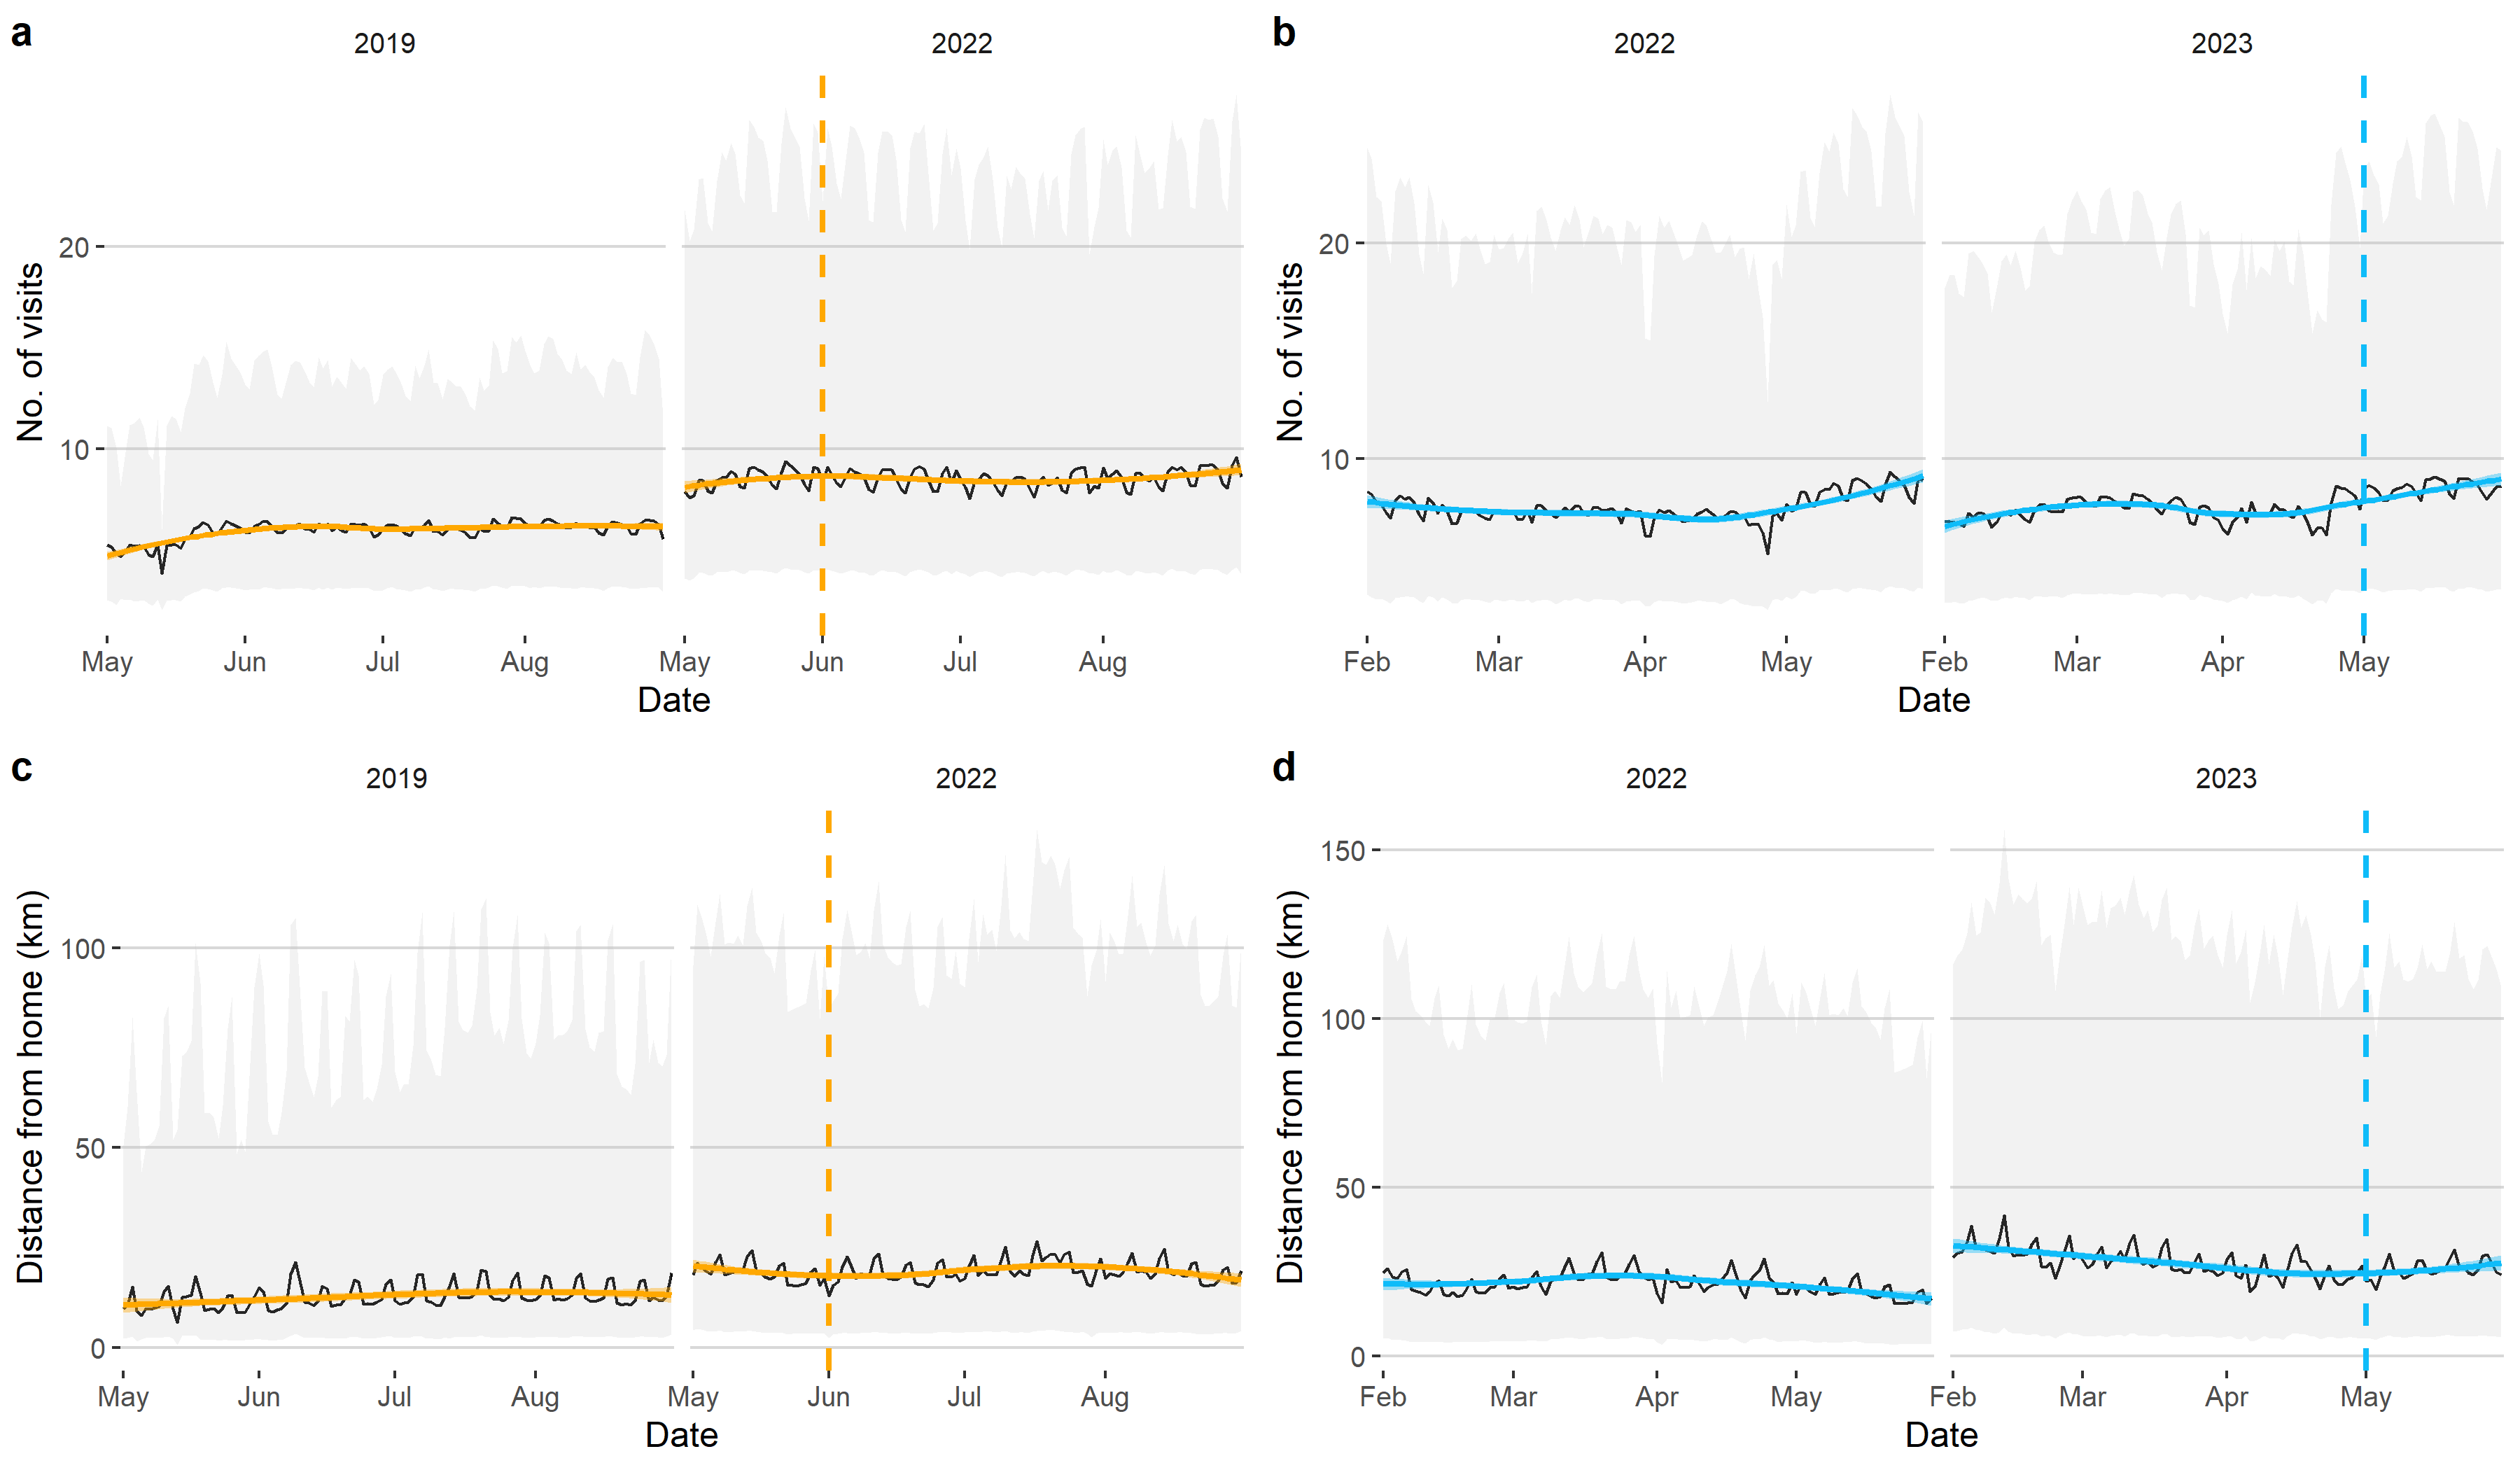 a
2019 2022
No. of visits
20
10
May Jun Jul Aug May Jun Jul Aug
Date
b
2022 2023
No. of visits
20
10
Feb Mar Apr May Feb Mar Apr May
Date
c
2019 2022
Distance from home (km)
100
50
0
May Jun Jul Aug May Jun Jul Aug
Date
d
2022 2023
Distance from home (km)
150
100
50
0
Feb Mar Apr May Feb Mar Apr May
Date